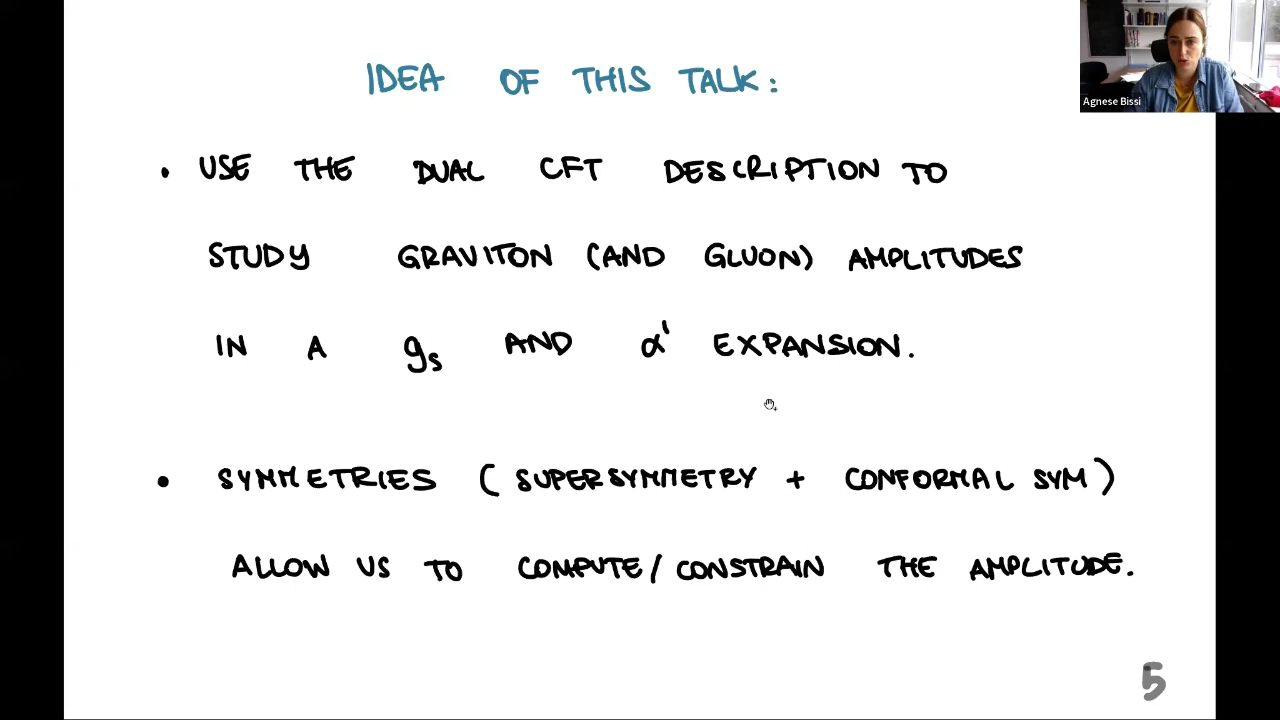 IDEA OF THIS TALK:
Agnese Bissi
• USE THE DUAL CFT DESCRIPTION TO
STUDY GRAVITON (AND GLUON) AMPLITUDES
IN A gs AND α' EXPANSION.
• SYMMETRIES (SUPERSYMMETRY + CONFORMAL SYM)
ALLOW US TO COMPUTE/CONSTRAIN THE AMPLITUDE.
5